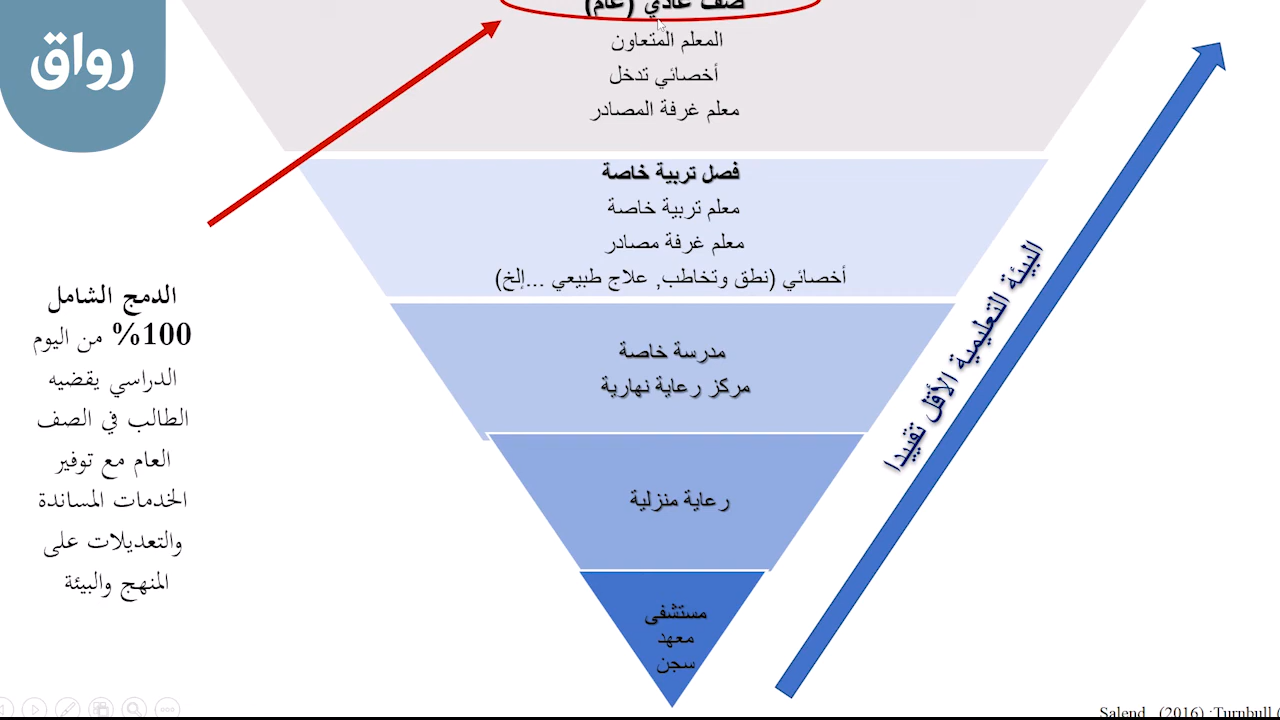 رواق
صف عادي (عام)
المعلم المتعاون
أخصائي تدخل
معلم غرفة المصادر
فصل تربية خاصة
معلم تربية خاصة
معلم غرفة مصادر
أخصائي (نطق وتخاطب, علاج طبيعي ...إلخ)
مدرسة خاصة
مركز رعاية نهارية
رعاية منزلية
مستشفى
معهد
سجن
البيئة التعليمية الأقل تقييدا
الدمج الشامل
100% من اليوم
الدراسي يقضيه
الطالب في الصف
العام مع توفير
الخدمات المساندة
والتعديلات على
المنهج والبيئة
Salend, (2016) ;Turnbull (